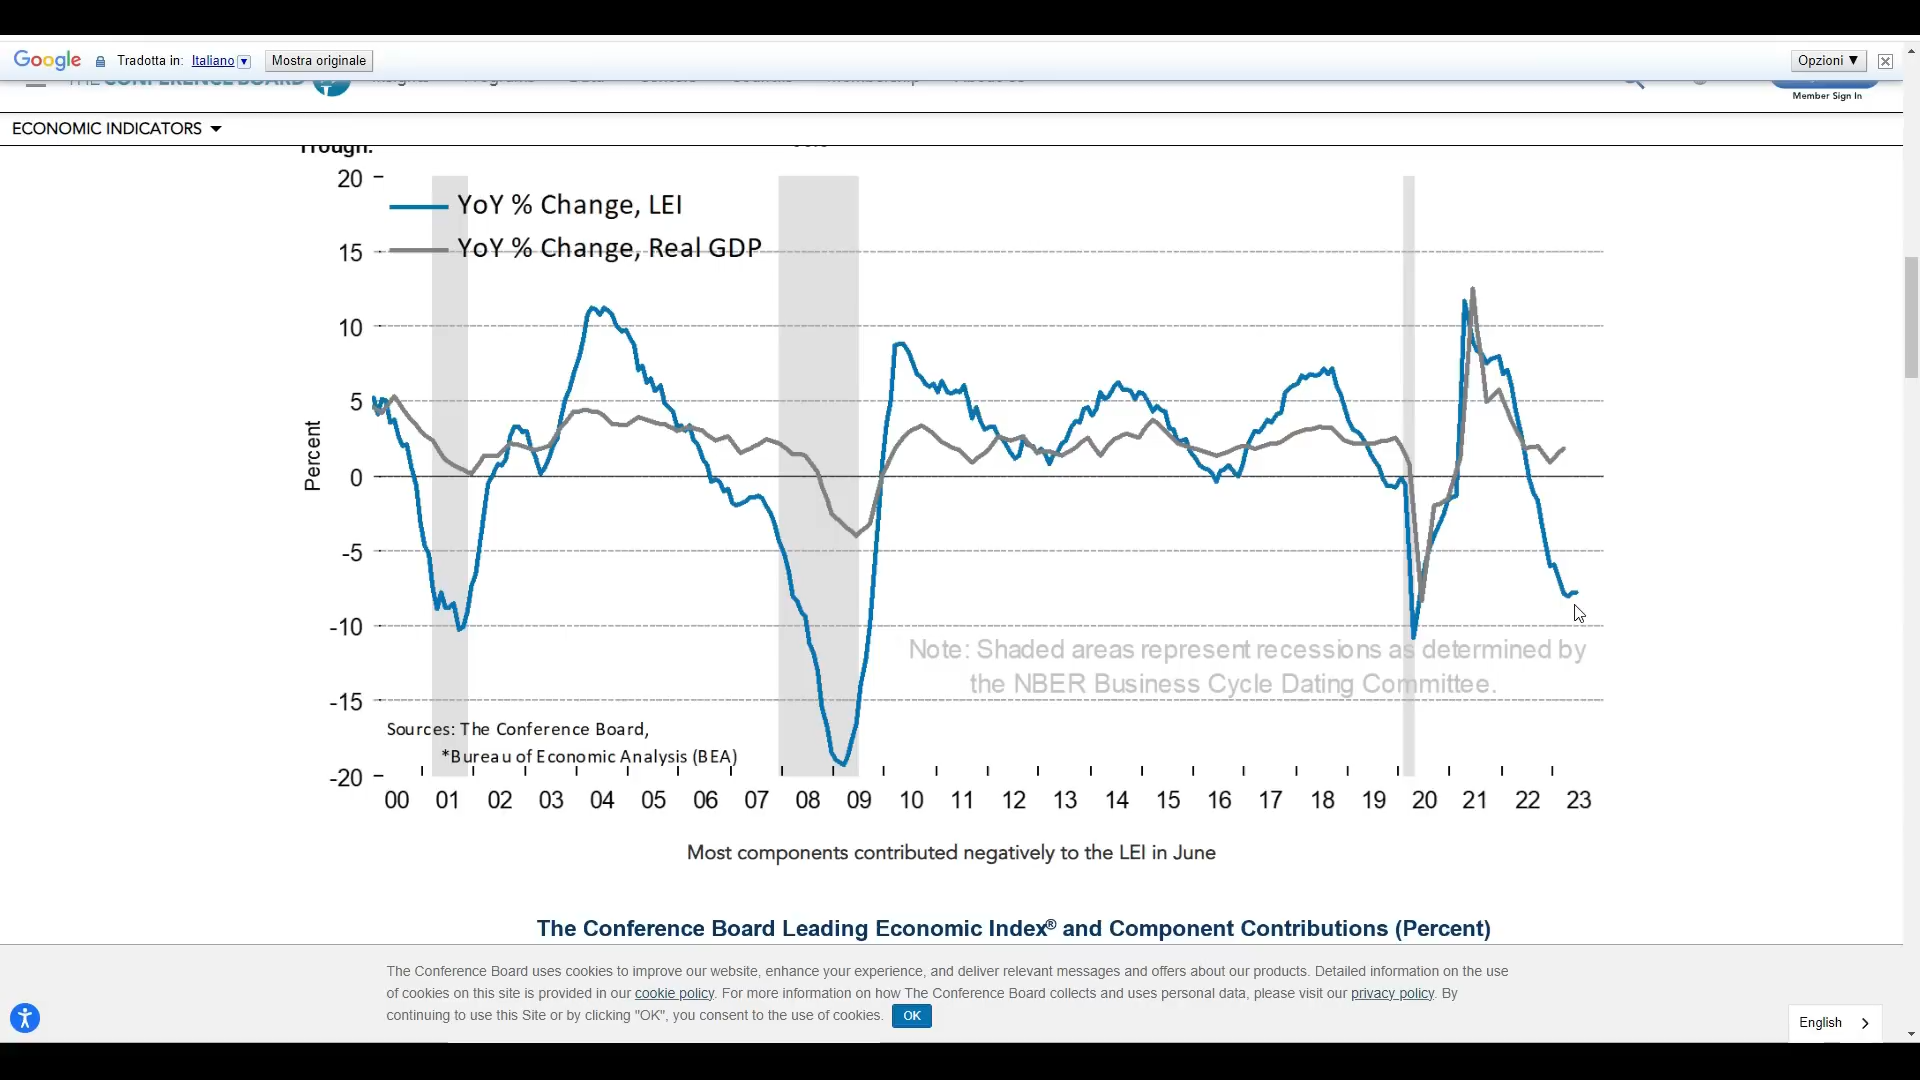 Google Tradotta in: Italiano ▼ Mostra originale Opzioni ▼
THE CONFERENCE BOARD
Member Sign In
ECONOMIC INDICATORS
Trough.
20
YoY % Change, LEI
15
YoY % Change, Real GDP
10
5
Percent
0
-5
-10
Note: Shaded areas represent recessions as determined by
the NBER Business Cycle Dating Committee.
-15
Sources: The Conference Board,
*Bureau of Economic Analysis (BEA)
-20
00 01 02 03 04 05 06 07 08 09 10 11 12 13 14 15 16 17 18 19 20 21 22 23
Most components contributed negatively to the LEI in June
The Conference Board Leading Economic Index® and Component Contributions (Percent)
The Conference Board uses cookies to improve our website, enhance your experience, and deliver relevant messages and offers about our products. Detailed information on the use
of cookies on this site is provided in our cookie policy. For more information on how The Conference Board collects and uses personal data, please visit our privacy policy. By
continuing to use this Site or by clicking "OK", you consent to the use of cookies. OK
English